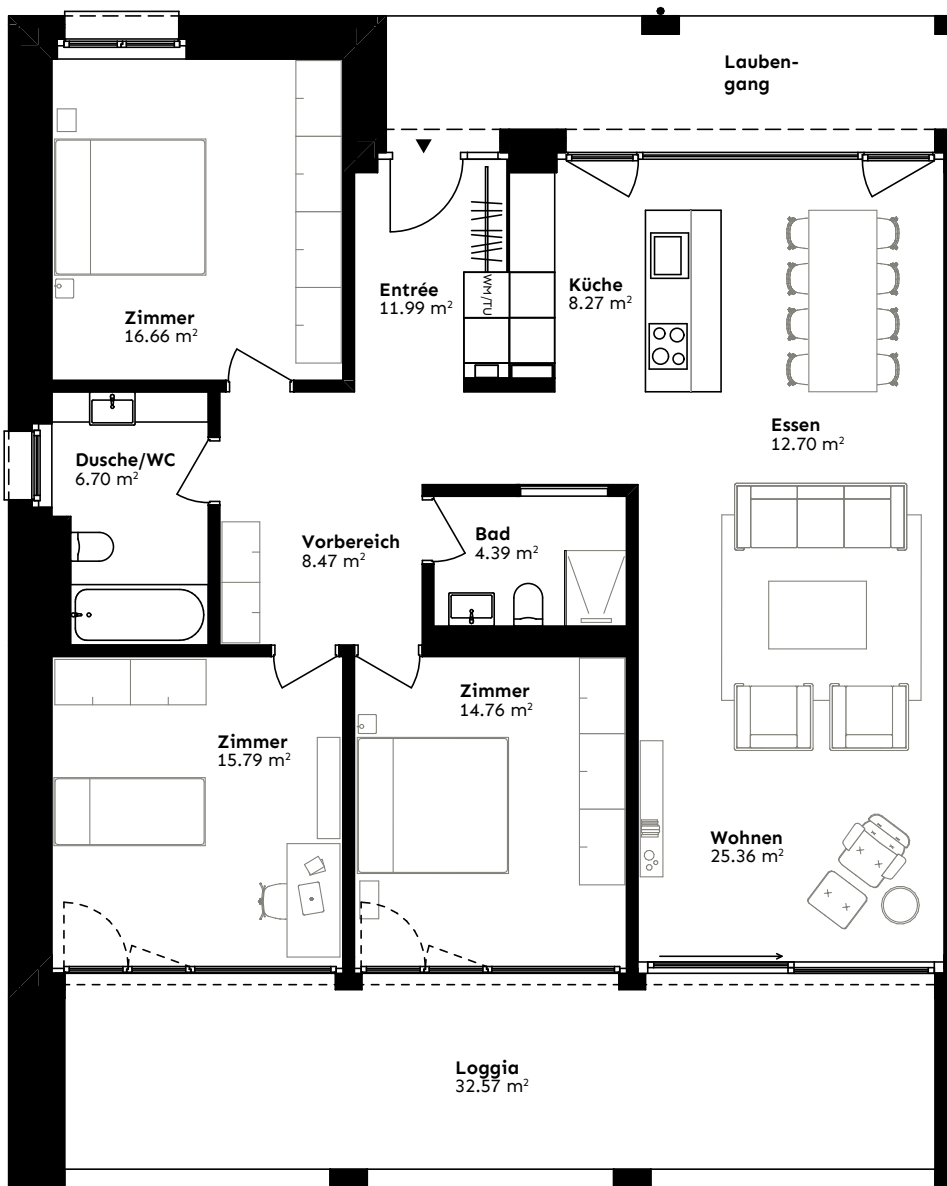 Lauben-
gang
Entrée
11.99 m²
WM/TU
Küche
8.27 m²
Zimmer
16.66 m²
Essen
12.70 m²
Dusche/WC
6.70 m²
Vorbereich
8.47 m²
Bad
4.39 m²
Zimmer
14.76 m²
Zimmer
15.79 m²
Wohnen
25.36 m²
Loggia
32.57 m²